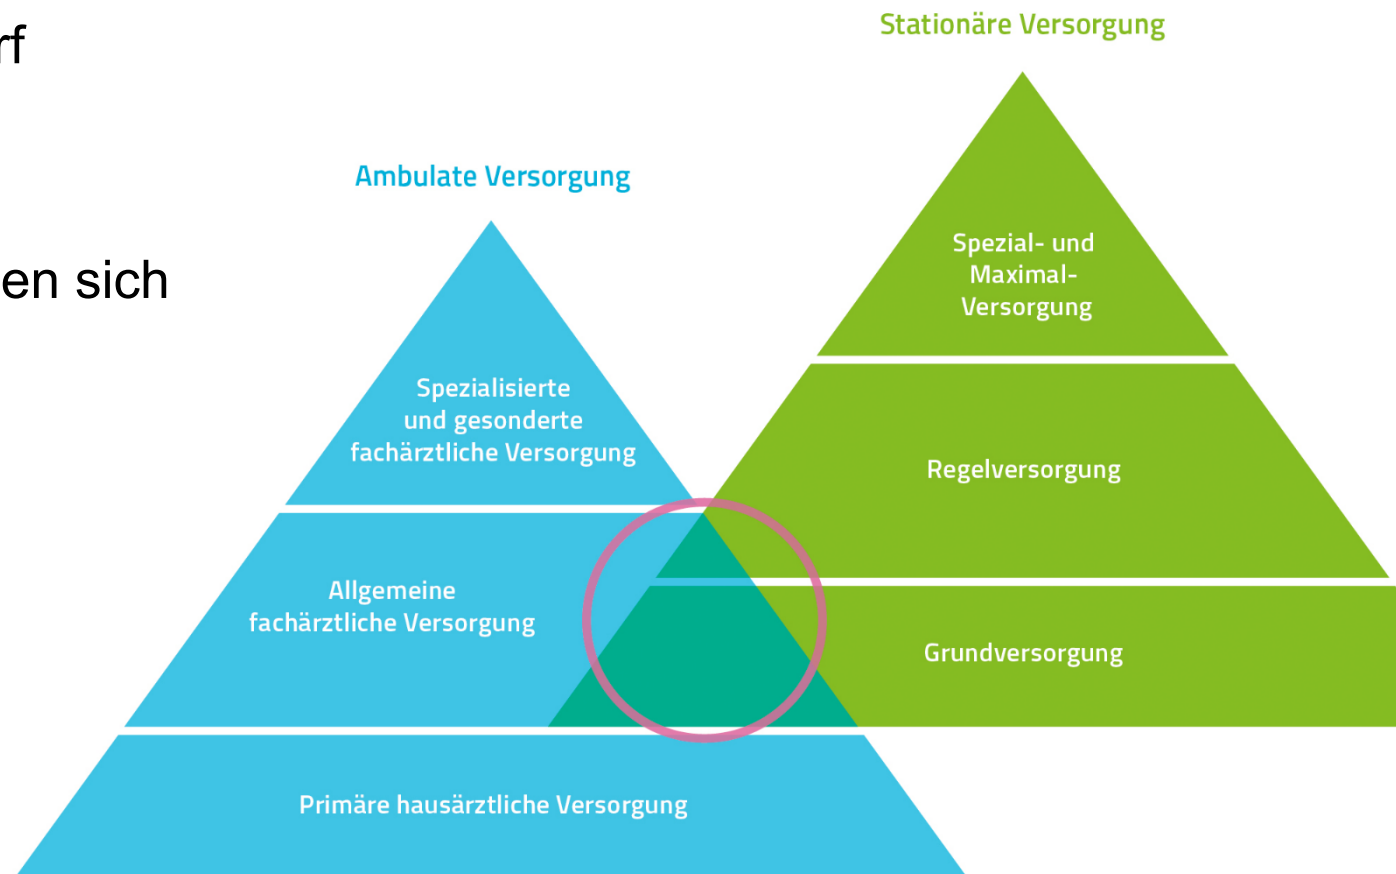 rf
en sich
Ambulate Versorgung
Spezialisierte
und gesonderte
fachärztliche Versorgung
Allgemeine
fachärztliche Versorgung
Primäre hausärztliche Versorgung
Stationäre Versorgung
Spezial- und
Maximal-
Versorgung
Regelversorgung
Grundversorgung